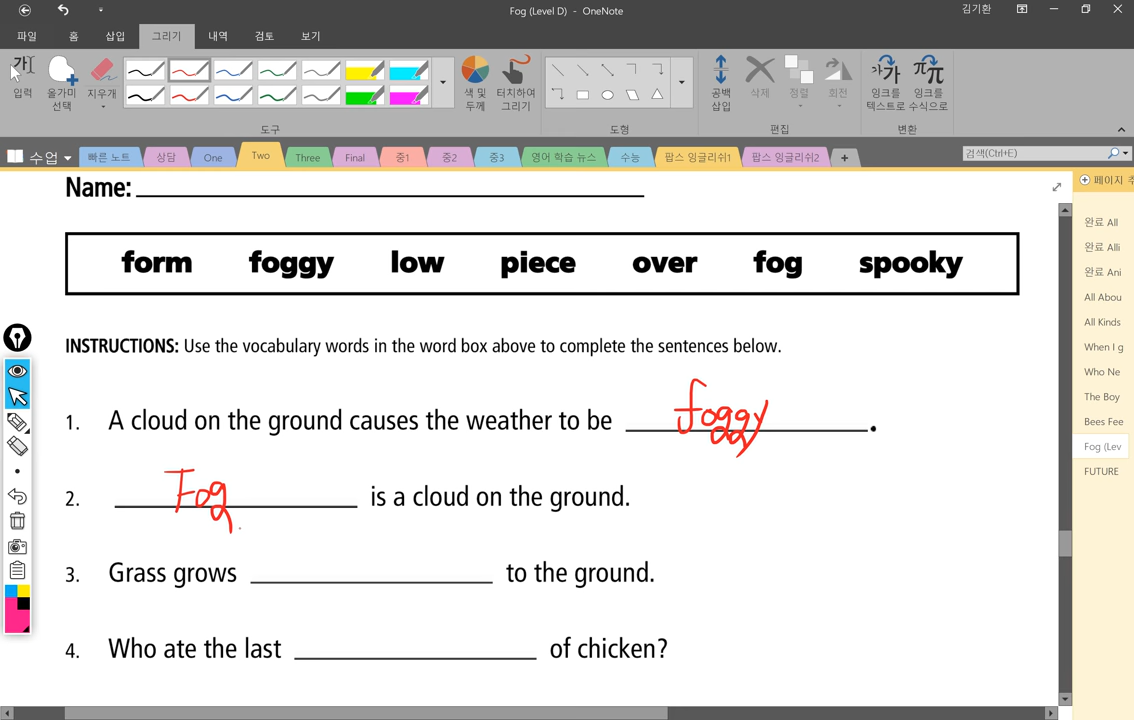 Fog (Level D) - OneNote
김기환
파일 홈 삽입 그리기 내역 검토 보기
입력 올가미 선택 지우개 색 및 두께 터치하여 그리기 공백 삽입 삭제 정렬 회전 잉크를 텍스트로 잉크를 수식으로
도구 도형 편집 변환
수업 빠른 노트 상담 One Two Three Final 중1 중2 중3 영어 학습 뉴스 수능 팝스 잉글리쉬1 팝스 잉글리쉬2 검색(Ctrl+E)
페이지 추
Name:
form foggy low piece over fog spooky
INSTRUCTIONS: Use the vocabulary words in the word box above to complete the sentences below.
1. A cloud on the ground causes the weather to be foggy.
2. Fog is a cloud on the ground.
3. Grass grows to the ground.
4. Who ate the last of chicken?
완료 All
완료 Alli
완료 Ani
All Abou
All Kinds
When I g
Who Ne
The Boy
Bees Fee
Fog (Lev
FUTURE